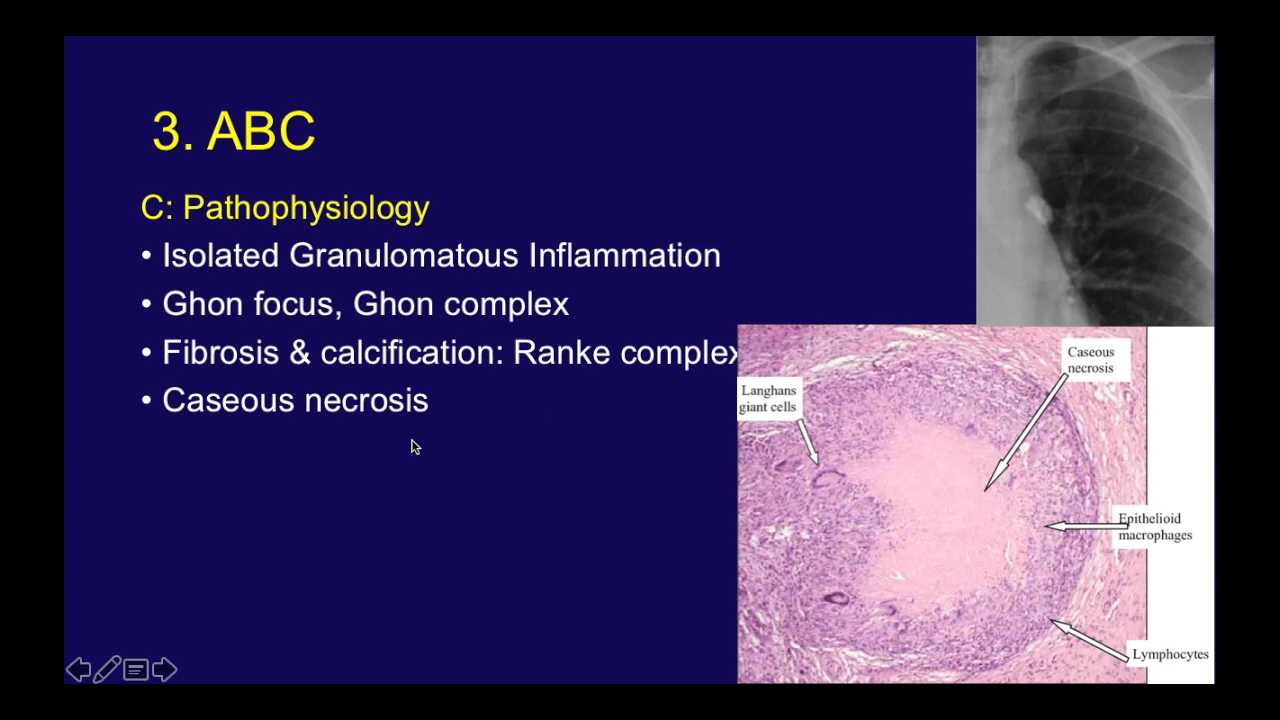 3. ABC
C: Pathophysiology
• Isolated Granulomatous Inflammation
• Ghon focus, Ghon complex
• Fibrosis & calcification: Ranke complex
• Caseous necrosis
Caseous
necrosis
Langhans
giant cells
Epithelioid
macrophages
Lymphocytes